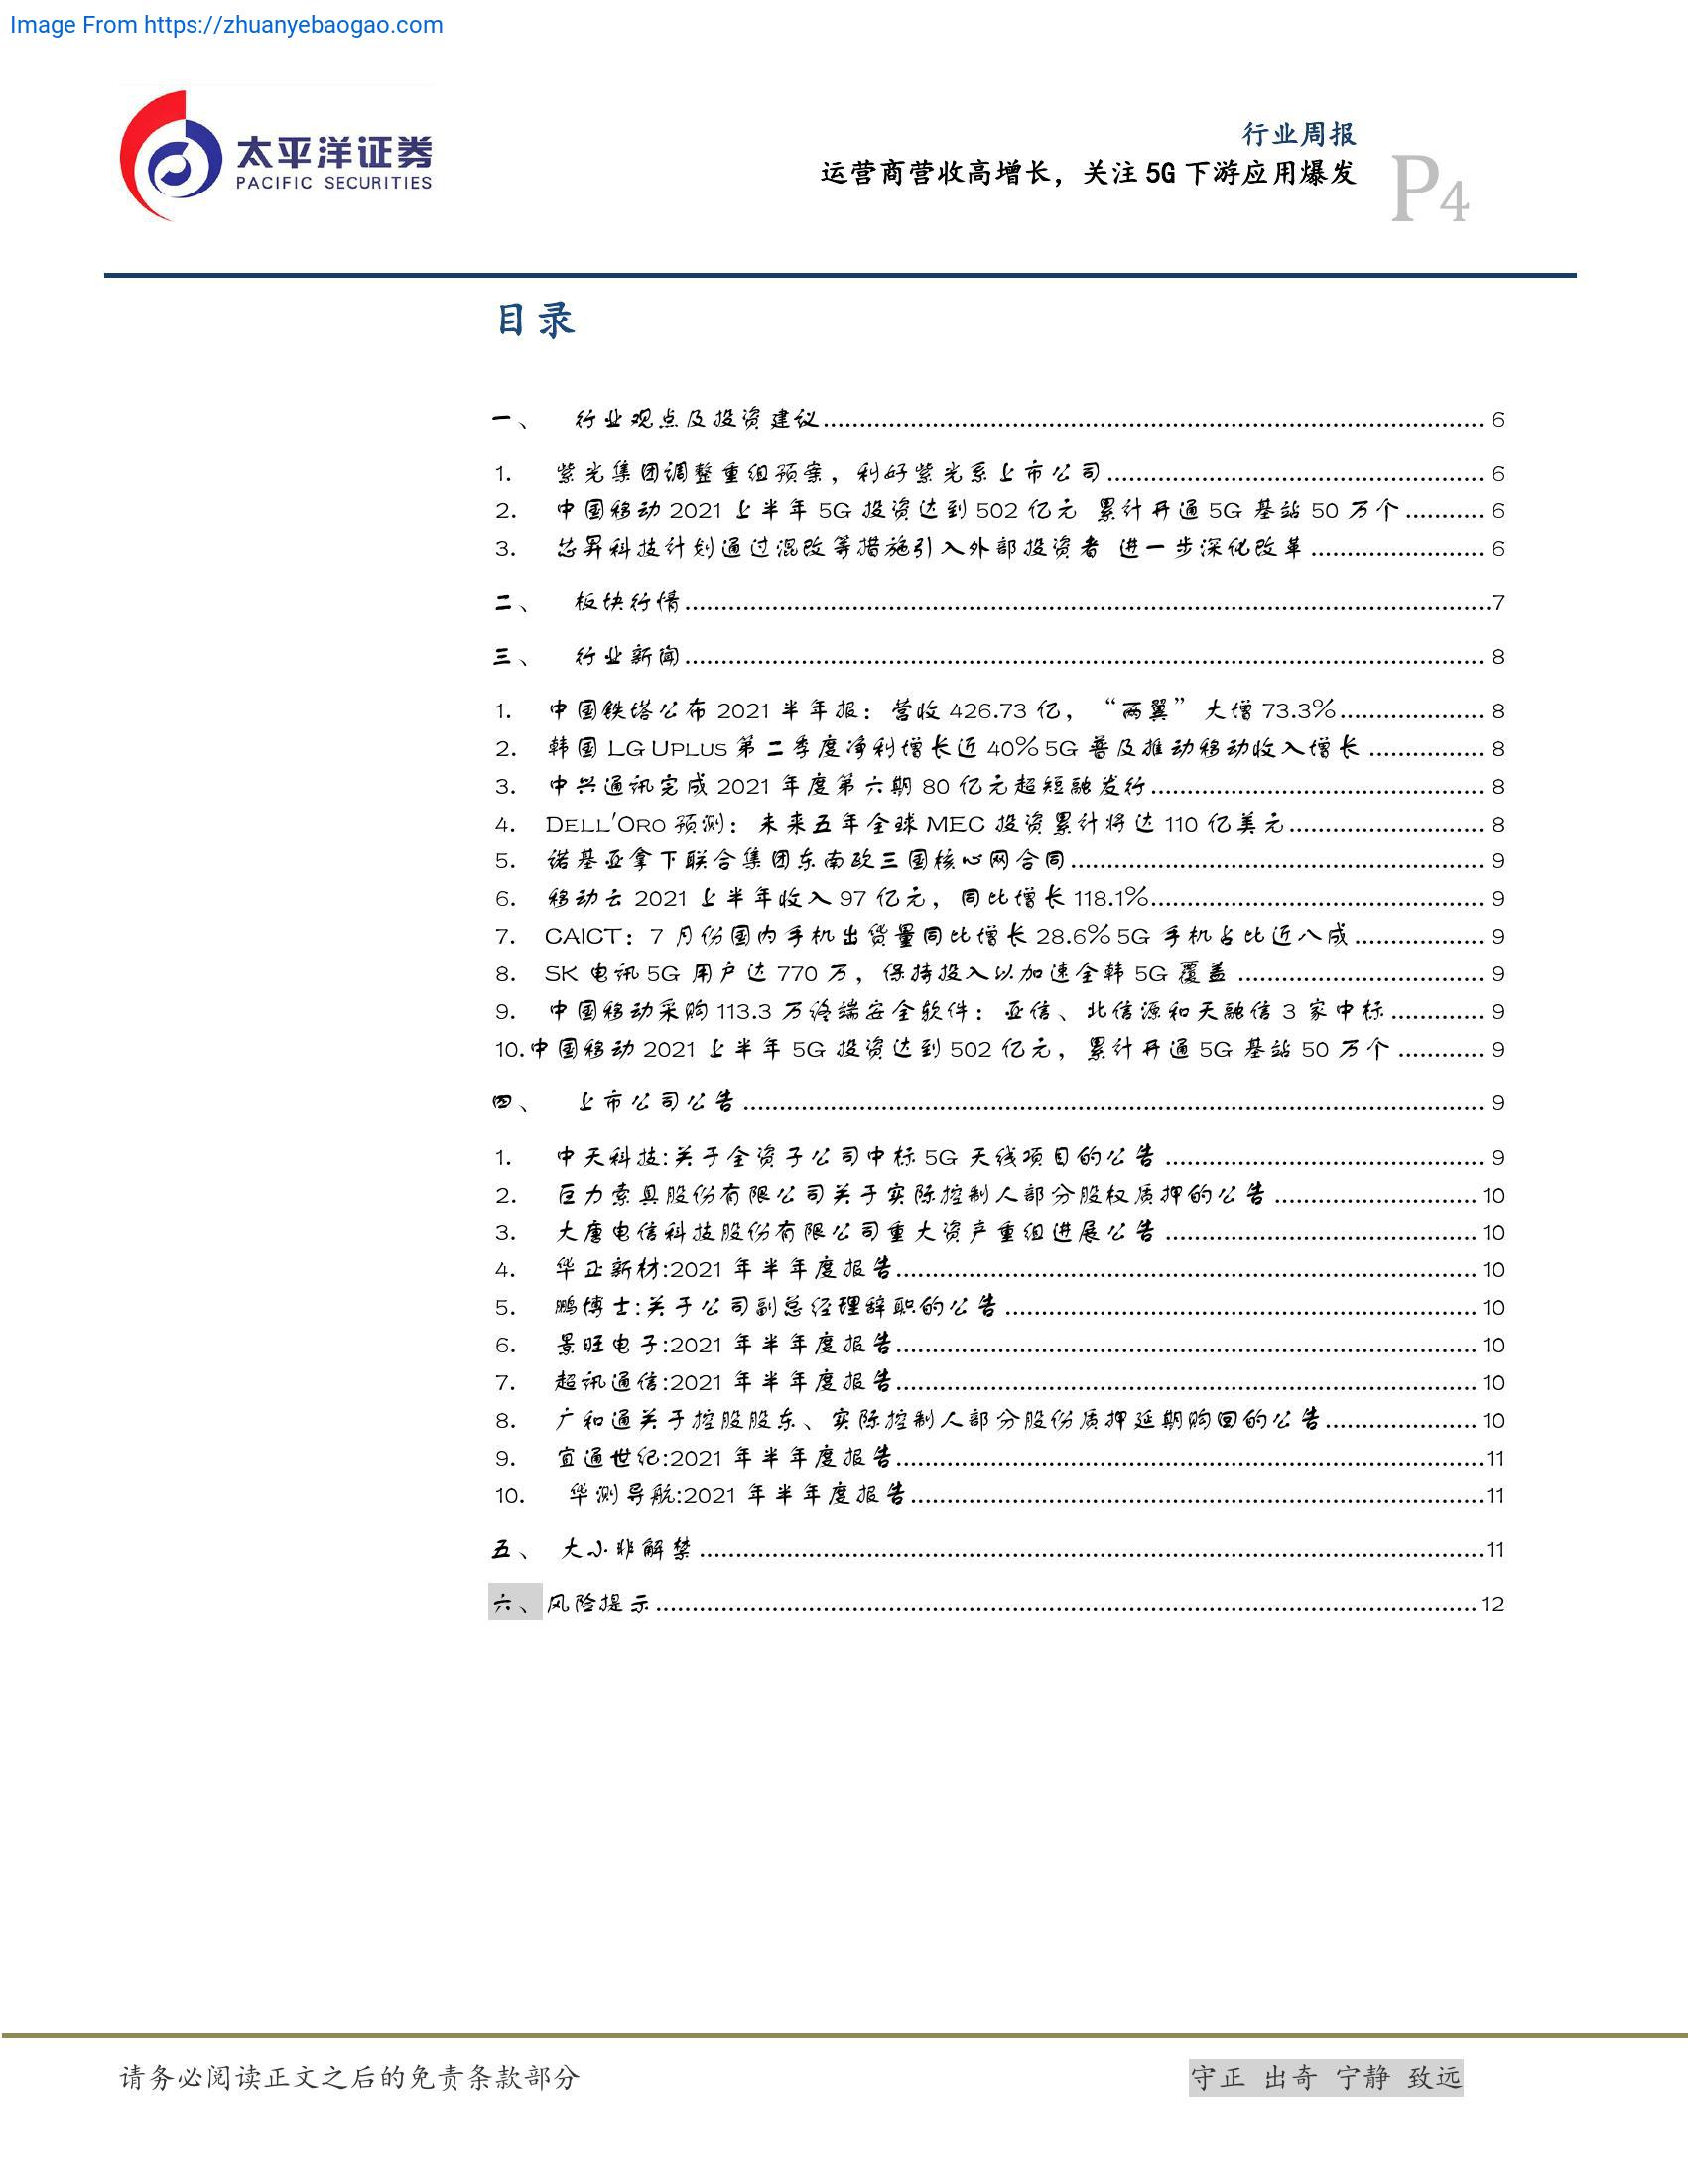 Image From https://zhuanyebaogao.com
太平洋证券
PACIFIC SECURITIES
行业周报
运营商营收高增长，关注 5G 下游应用爆发
P4
目录
一、 行业观点及投资建议 6
1. 紫光集团调整重组预案，利好紫光系上市公司 6
2. 中国移动 2021 上半年 5G 投资达到 502 亿元 累计开通 5G 基站 50 万个 6
3. 芯昇科技计划通过混改等措施引入外部投资者 进一步深化改革 6
二、 板块行情 7
三、 行业新闻 8
1. 中国铁塔公布 2021 半年报：营收 426.73 亿，“两翼”大增 73.3% 8
2. 韩国 LG UPLUS 第二季度净利增长近 40% 5G 普及推动移动收入增长 8
3. 中兴通讯完成 2021 年度第六期 80 亿元超短融发行 8
4. DELL'ORO 预测：未来五年全球 MEC 投资累计将达 110 亿美元 8
5. 诺基亚拿下联合集团东南欧三国核心网合同 9
6. 移动云 2021 上半年收入 97 亿元，同比增长 118.1% 9
7. CAICT：7 月份国内手机出货量同比增长 28.6% 5G 手机占比近八成 9
8. SK 电讯 5G 用户达 770 万，保持投入以加速全韩 5G 覆盖 9
9. 中国移动采购 113.3 万终端安全软件：亚信、北信源和天融信 3 家中标 9
10.中国移动 2021 上半年 5G 投资达到 502 亿元，累计开通 5G 基站 50 万个 9
四、 上市公司公告 9
1. 中天科技:关于全资子公司中标 5G 天线项目的公告 9
2. 巨力索具股份有限公司关于实际控制人部分股权质押的公告 10
3. 大唐电信科技股份有限公司重大资产重组进展公告 10
4. 华正新材:2021 年半年度报告 10
5. 鹏博士:关于公司副总经理辞职的公告 10
6. 景旺电子:2021 年半年度报告 10
7. 超讯通信:2021 年半年度报告 10
8. 广和通关于控股股东、实际控制人部分股份质押延期购回的公告 10
9. 宜通世纪:2021 年半年度报告 11
10. 华测导航:2021 年半年度报告 11
五、 大小非解禁 11
六、风险提示 12
请务必阅读正文之后的免责条款部分
守正 出奇 宁静 致远